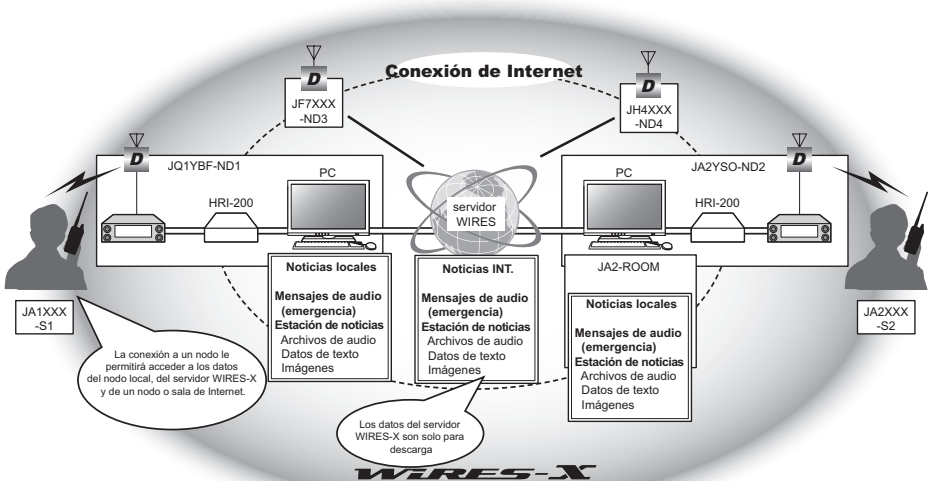 Conexión de Internet
D
JF7XXX
-ND3
D
JH4XXX
-ND4
D
JQ1YBF-ND1
HRI-200
PC
servidor
WIRES
JA2YSO-ND2
D
PC
HRI-200
JA1XXX
-S1
JA2XXX
-S2
Noticias locales
Mensajes de audio
(emergencia)
Estación de noticias
Archivos de audio
Datos de texto
Imágenes
Noticias INT.
Mensajes de audio
(emergencia)
Estación de noticias
Archivos de audio
Datos de texto
Imágenes
JA2-ROOM
Noticias locales
Mensajes de audio
(emergencia)
Estación de noticias
Archivos de audio
Datos de texto
Imágenes
La conexión a un nodo le
permitirá acceder a los datos
del nodo local, del servidor WIRES-X
y de un nodo o sala de Internet.
Los datos del servidor
WIRES-X son solo para
descarga
WiRES-X